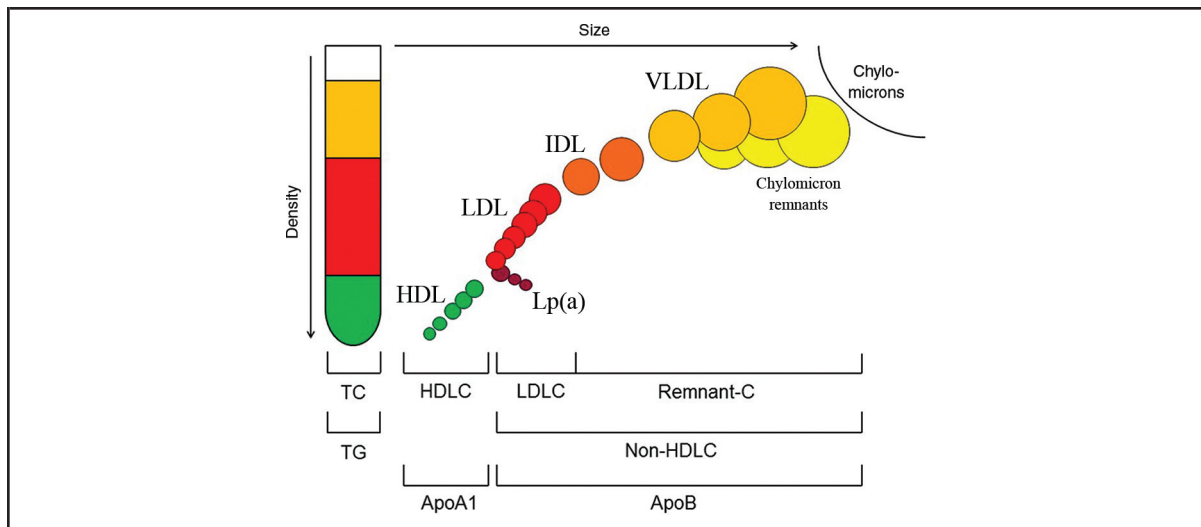 Size
Chylo-
microns
VLDL
IDL
Chylomicron
remnants
LDL
Density
HDL
Lp(a)
TC
HDLC
LDLC
Remnant-C
TG
Non-HDLC
ApoA1
ApoB